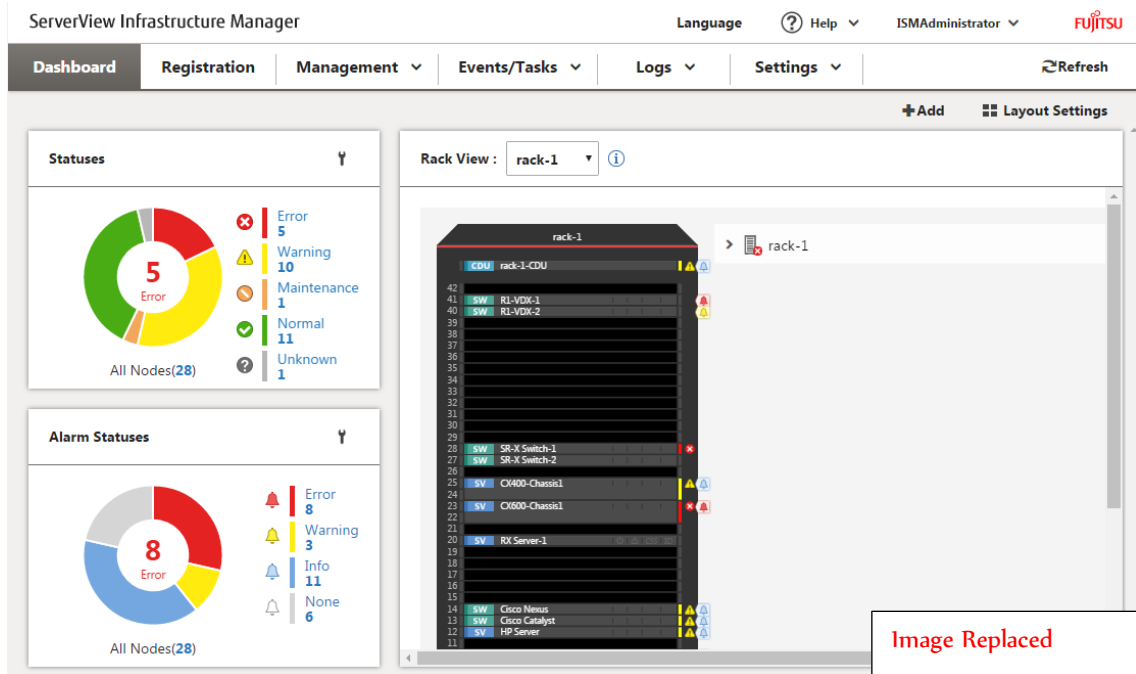 ServerView Infrastructure Manager
Language
Help
ISMAdministrator
FUJITSU
Dashboard
Registration
Management
Events/Tasks
Logs
Settings
Refresh
Add
Layout Settings
Statuses
5
Error
Error
5
Warning
10
Maintenance
1
Normal
11
Unknown
1
All Nodes(28)
Alarm Statuses
8
Error
Error
8
Warning
3
Info
11
None
6
All Nodes(28)
Rack View :
rack-1
rack-1
CDU rack-1-CDU
42
41 SW R1-VDX-1
40 SW R1-VDX-2
39
38
37
36
35
34
33
32
31
30
29
28 SW SR-X Switch-1
27 SW SR-X Switch-2
26
25 SV CX400-Chassis1
24
23 SV CX600-Chassis1
22
21
20 SV RX Server-1
19
18
17
16
15
14 SW Cisco Nexus
13 SW Cisco Catalyst
12 SV HP Server
11
rack-1
Image Replaced